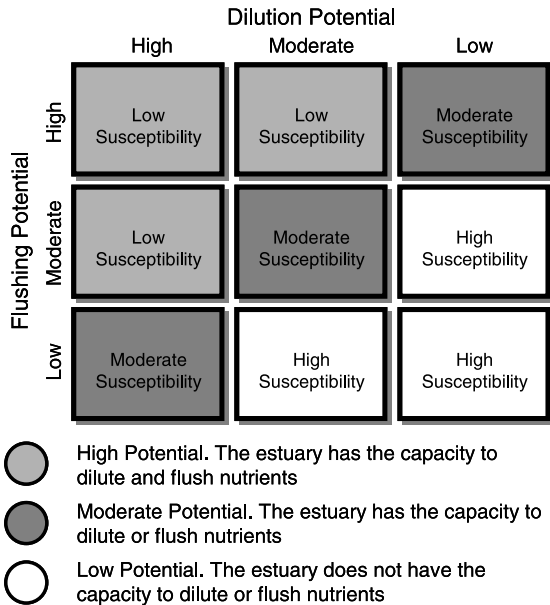 Dilution Potential
High Moderate Low
Flushing Potential
High
Low Susceptibility
Low Susceptibility
Moderate Susceptibility
Moderate
Low Susceptibility
Moderate Susceptibility
High Susceptibility
Low
Moderate Susceptibility
High Susceptibility
High Susceptibility
High Potential. The estuary has the capacity to
dilute and flush nutrients
Moderate Potential. The estuary has the capacity to
dilute or flush nutrients
Low Potential. The estuary does not have the
capacity to dilute or flush nutrients